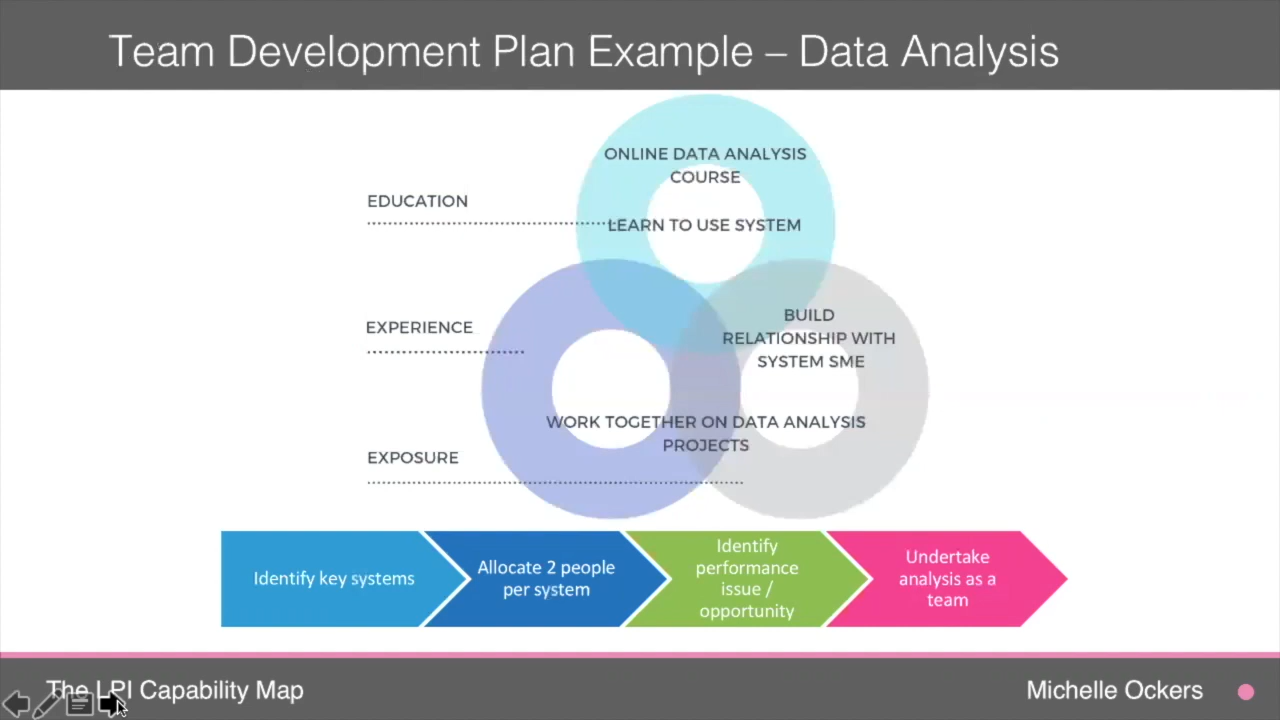 Team Development Plan Example – Data Analysis
ONLINE DATA ANALYSIS
COURSE
EDUCATION
LEARN TO USE SYSTEM
BUILD
RELATIONSHIP WITH
SYSTEM SME
EXPERIENCE
WORK TOGETHER ON DATA ANALYSIS
PROJECTS
EXPOSURE
Identify key systems
Allocate 2 people
per system
Identify
performance
issue /
opportunity
Undertake
analysis as a
team
The LPI Capability Map
Michelle Ockers